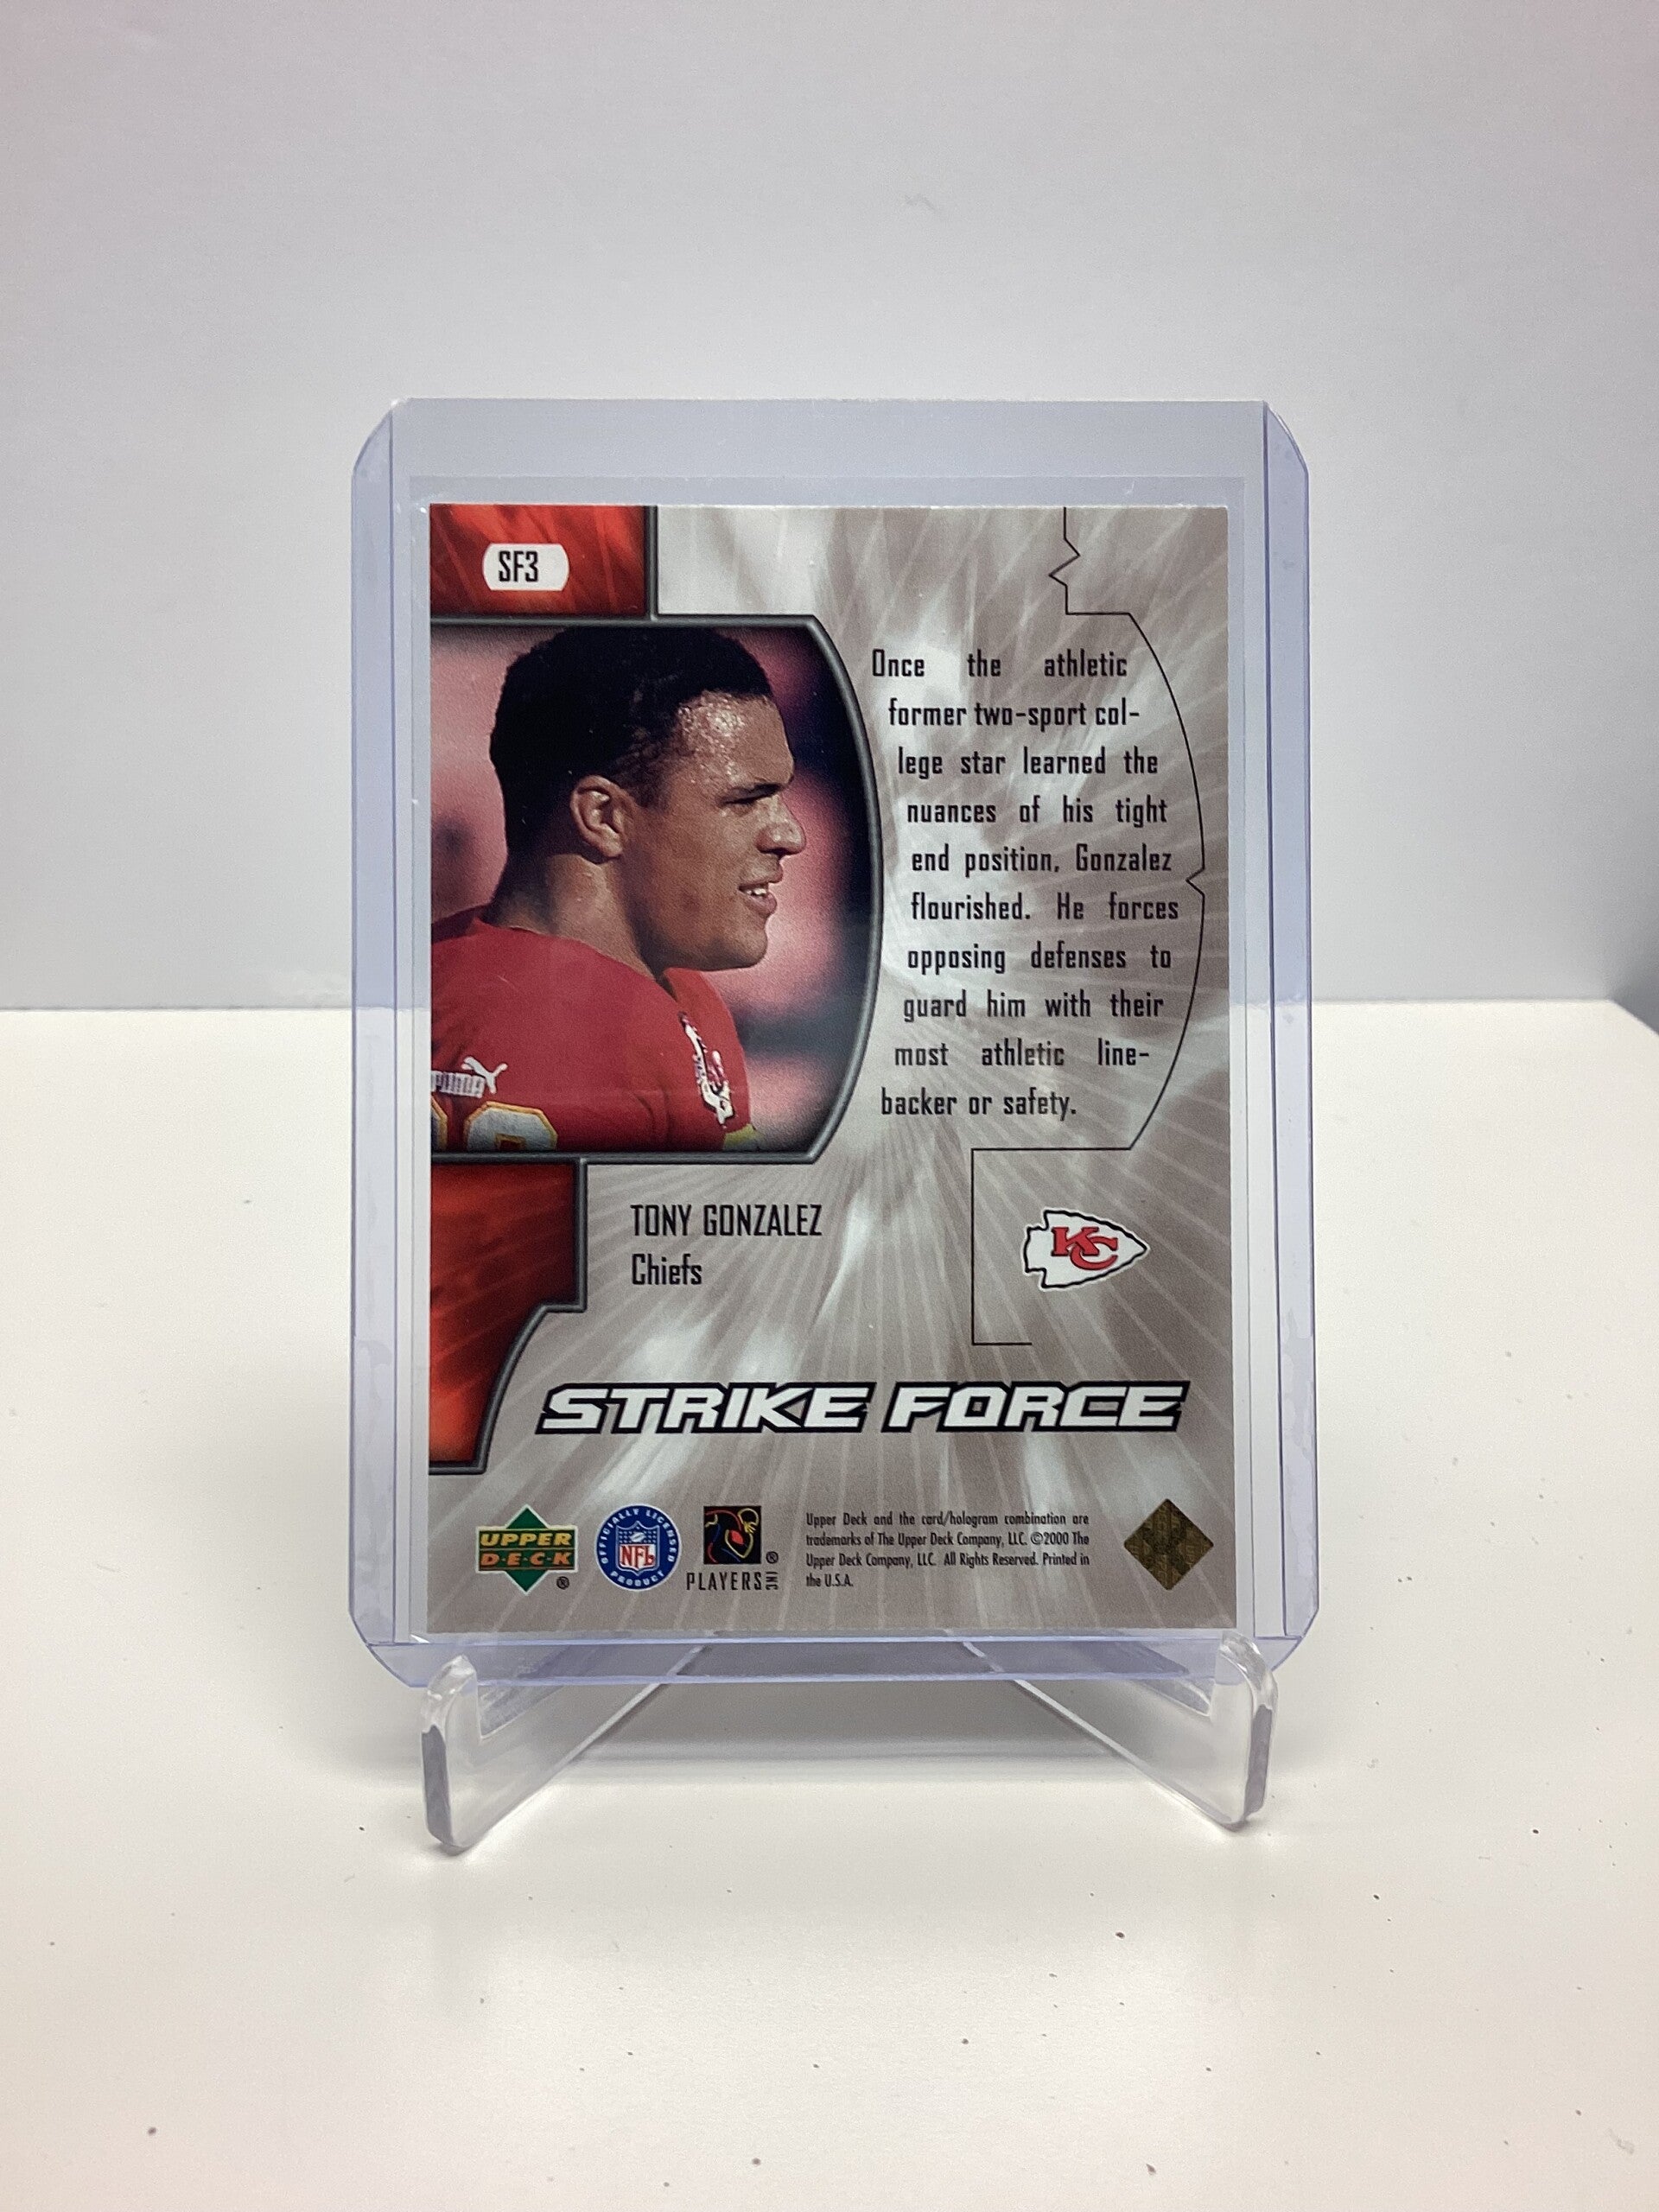 SF3
Once the athletic
former two-sport col-
lege star learned the
nuances of his tight
end position, Gonzalez
flourished. He forces
opposing defenses to
guard him with their
most athletic line-
backer or safety.
TONY GONZALEZ
Chiefs
KC
STRIKE FORCE
UPPER
DECK
®
OFFICIALLY LICENSED
NFL
PRODUCT
PLAYERS INC
®
Upper Deck and the card/hologram combination are
trademarks of The Upper Deck Company, LLC. ©2000 The
Upper Deck Company, LLC. All Rights Reserved. Printed in
the U.S.A.